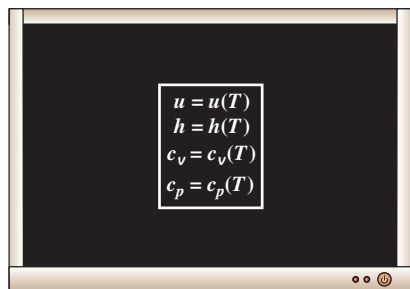 u = u(T)
h = h(T)
cᵥ = cᵥ(T)
cₚ = cₚ(T)